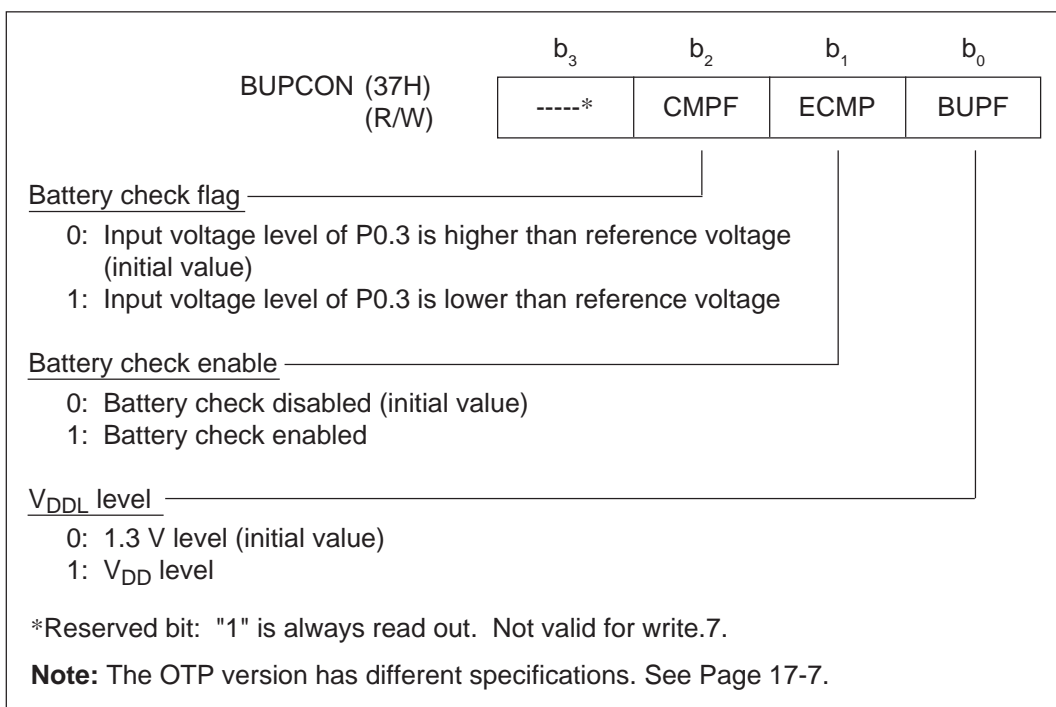 b3 b2 b1 b0
BUPCON (37H)
(R/W)
-----* CMPF ECMP BUPF
Battery check flag
0: Input voltage level of P0.3 is higher than reference voltage
(initial value)
1: Input voltage level of P0.3 is lower than reference voltage
Battery check enable
0: Battery check disabled (initial value)
1: Battery check enabled
VDDL level
0: 1.3 V level (initial value)
1: VDD level
*Reserved bit: "1" is always read out. Not valid for write.7.
Note: The OTP version has different specifications. See Page 17-7.